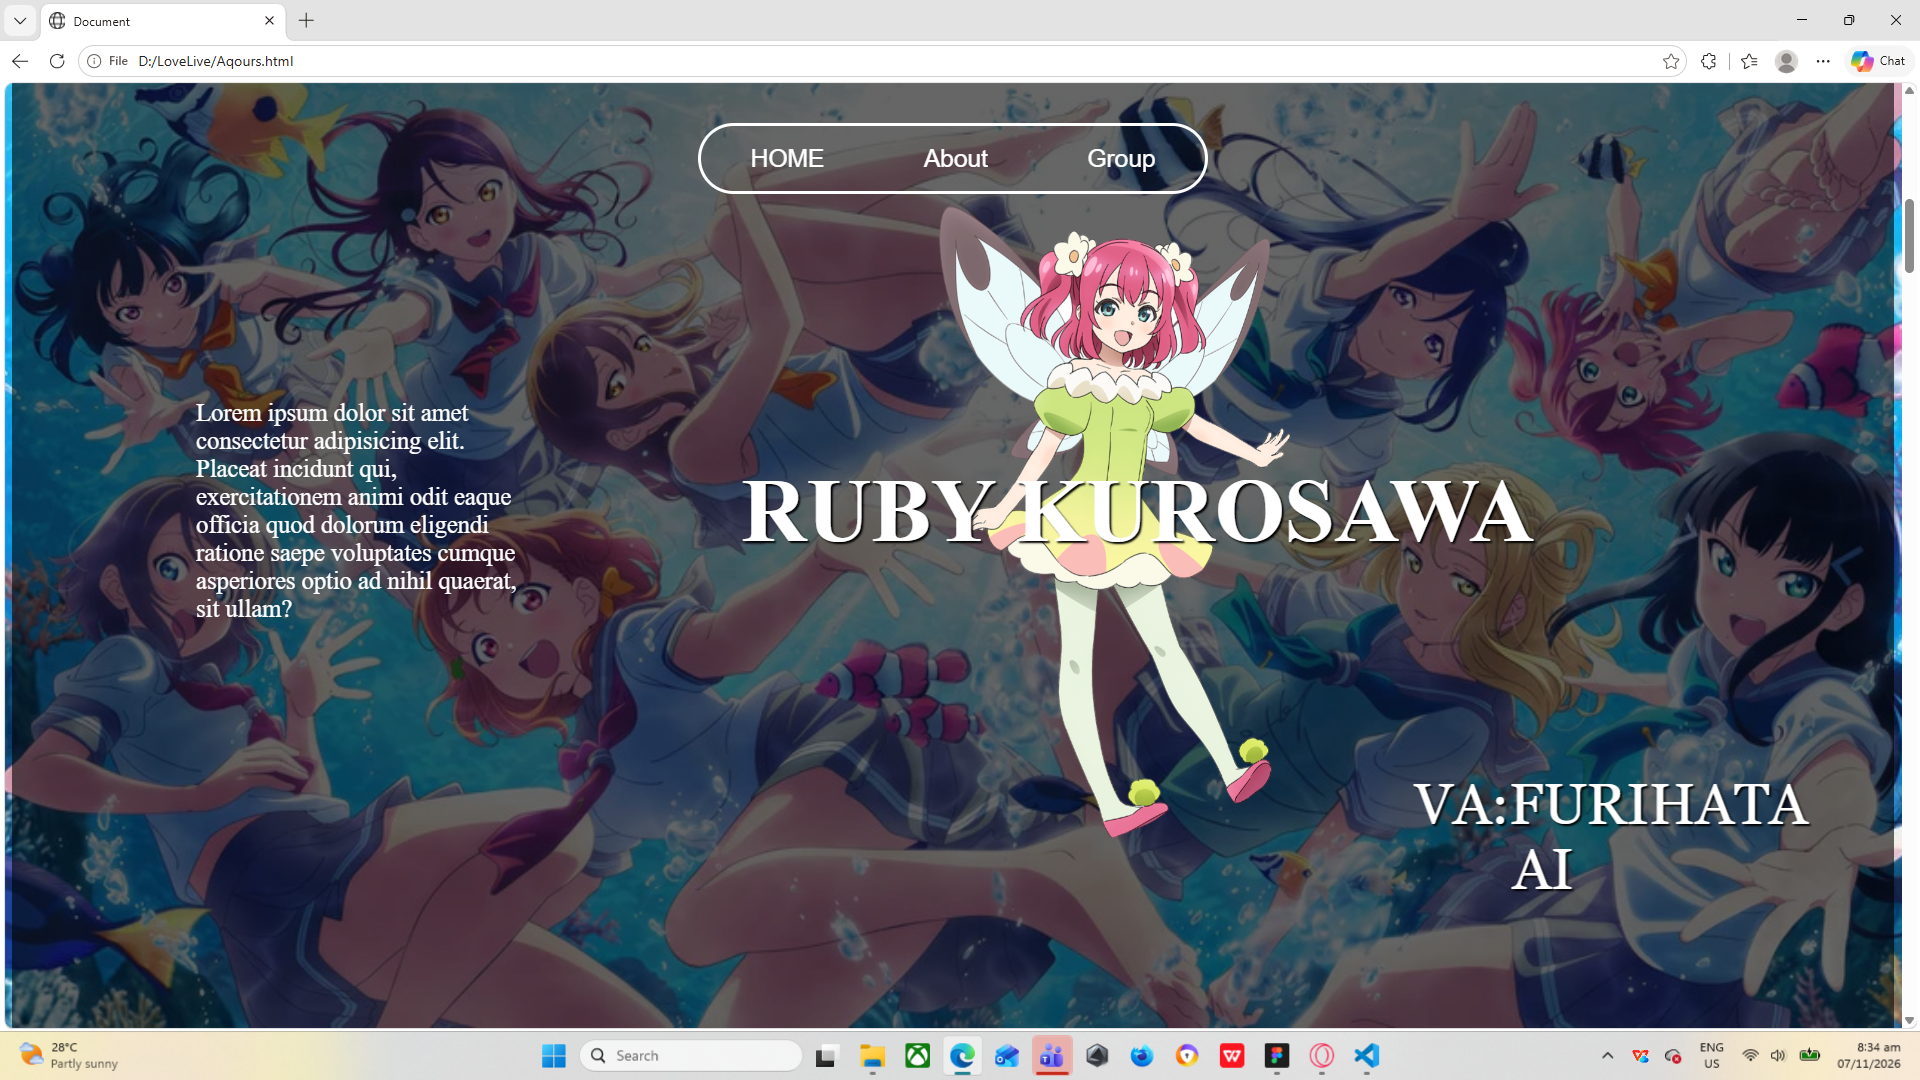 Document
File
D:/LoveLive/Aqours.html
Chat
HOME
About
Group
Lorem ipsum dolor sit amet
consectetur adipisicing elit.
Placeat incidunt qui,
exercitationem animi odit eaque
officia quod dolorum eligendi
ratione saepe voluptates cumque
asperiores optio ad nihil quaerat,
sit ullam?
RUBY KUROSAWA
VA:FURIHATA
AI
28°C
Partly sunny
Search
ENG
US
8:34 am
07/11/2026